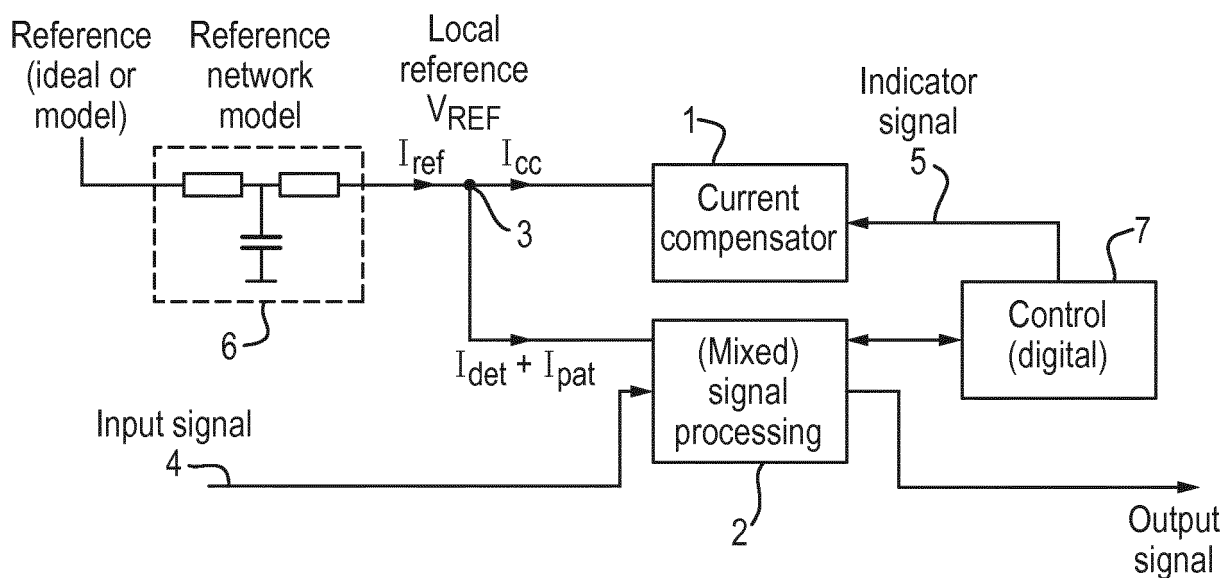 Reference
(ideal or
model)
Reference
network
model
Local
reference
VREF
Iref
Icc
1
Current
compensator
Indicator
signal
5
3
7
Control
(digital)
6
Idet + Ipat
(Mixed)
signal
processing
Input signal
4
2
Output
signal